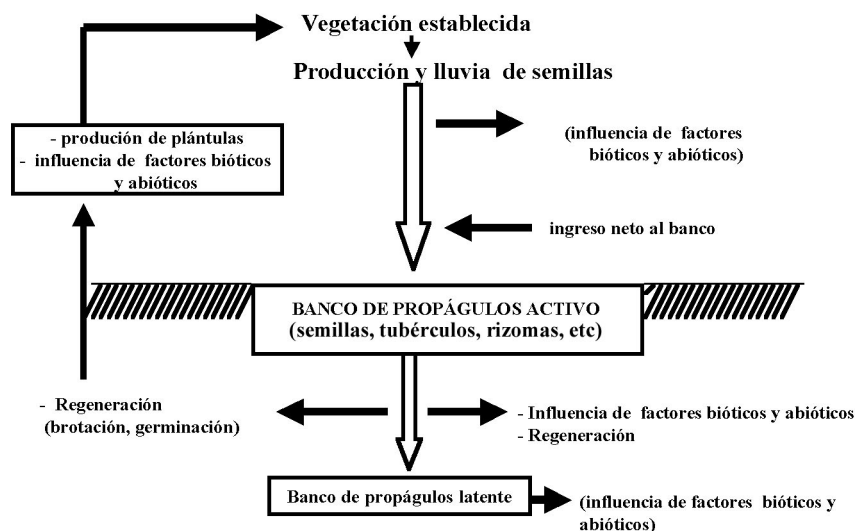 Vegetación establecida
Producción y lluvia de semillas
- produción de plántulas
- influencia de factores bióticos
y abióticos
(influencia de factores
bióticos y abióticos)
ingreso neto al banco
BANCO DE PROPÁGULOS ACTIVO
(semillas, tubérculos, rizomas, etc)
- Regeneración
(brotación, germinación)
- Influencia de factores bióticos y abióticos
- Regeneración
Banco de propágulos latente
(influencia de factores bióticos y
abióticos)